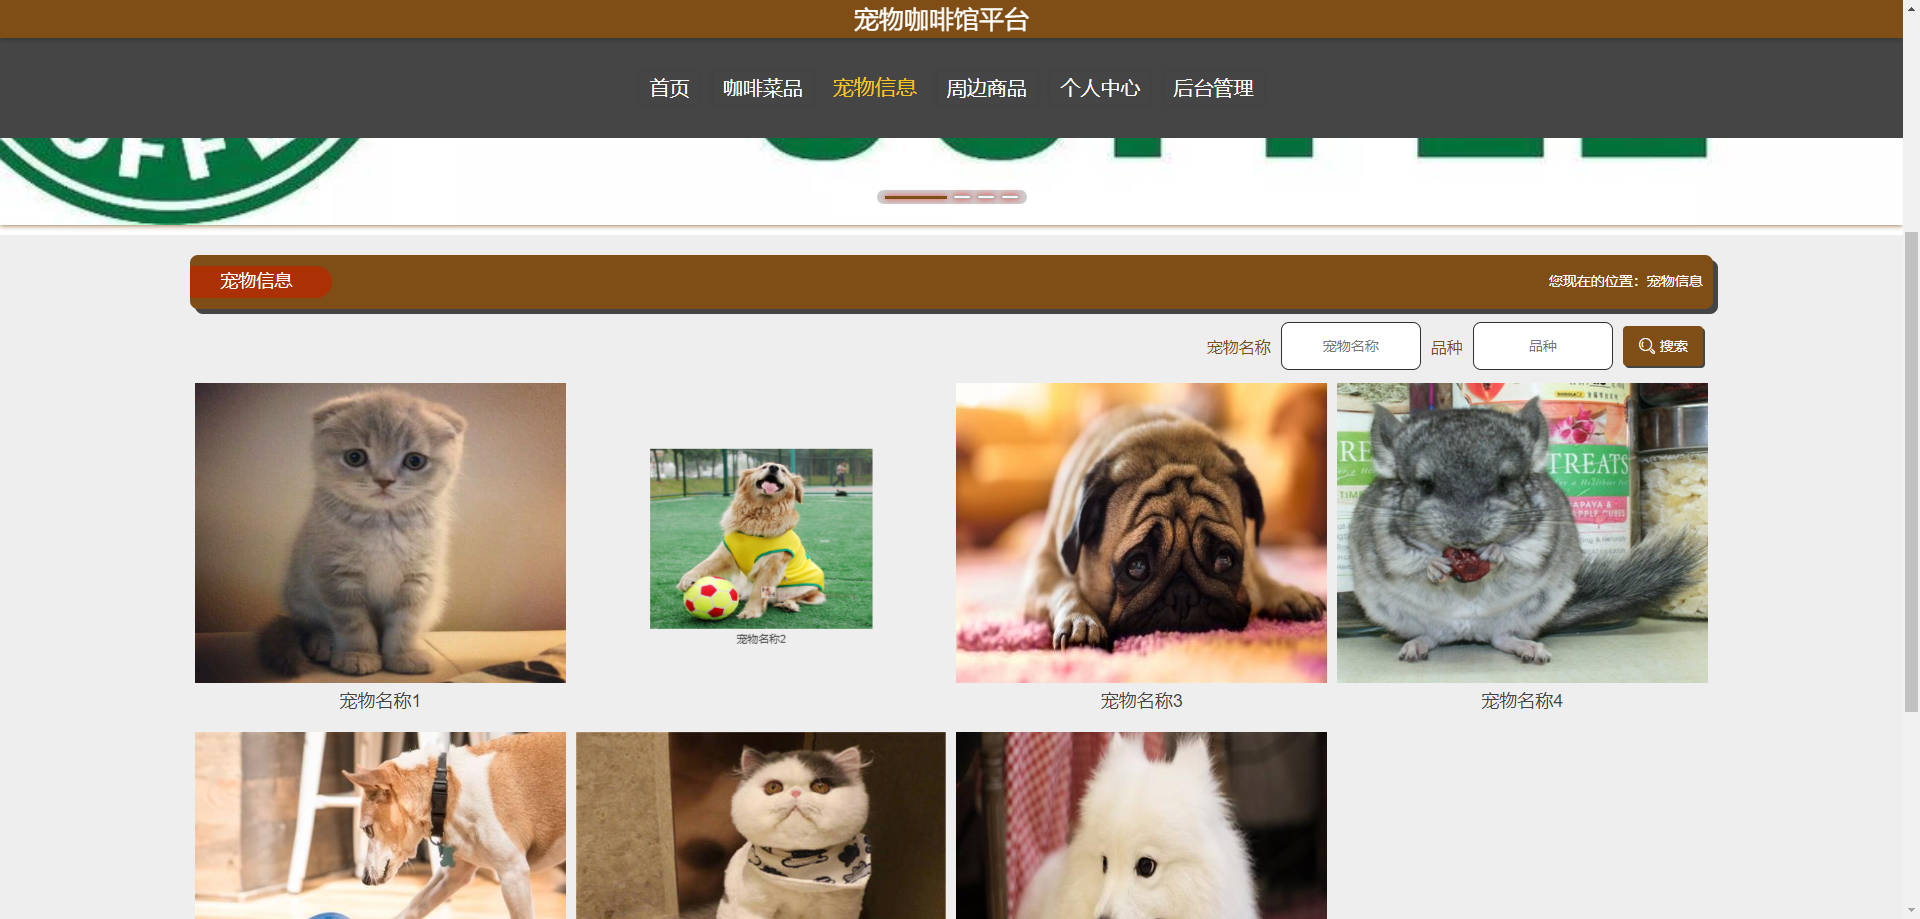 宠物咖啡馆平台
首页 咖啡菜品 宠物信息 周边商品 个人中心 后台管理
宠物信息 您现在的位置：宠物信息
宠物名称 宠物名称 品种 品种 搜索
TREATS
宠物名称2
宠物名称1 宠物名称3 宠物名称4